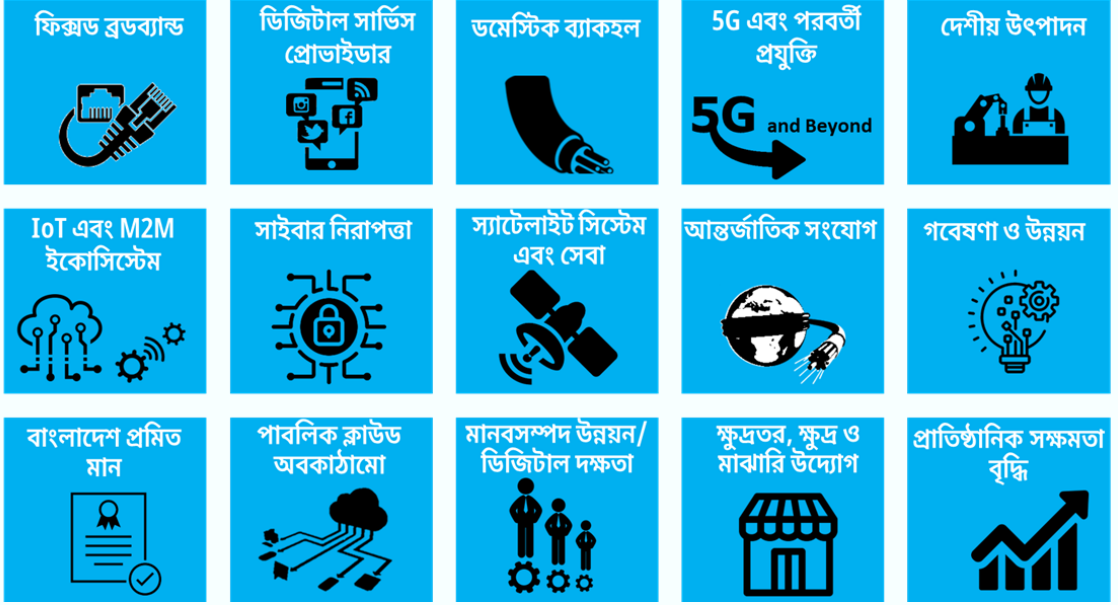 ফিক্সড ব্রডব্যান্ড
ডিজিটাল সার্ভিস
প্রোভাইডার
ডমেস্টিক ব্যাকহল
5G এবং পরবর্তী
প্রযুক্তি
5G and Beyond
দেশীয় উৎপাদন
IoT এবং M2M
ইকোসিস্টেম
সাইবার নিরাপত্তা
স্যাটেলাইট সিস্টেম
এবং সেবা
আন্তর্জাতিক সংযোগ
গবেষণা ও উন্নয়ন
বাংলাদেশ প্রমিত
মান
পাবলিক ক্লাউড
অবকাঠামো
মানবসম্পদ উন্নয়ন/
ডিজিটাল দক্ষতা
ক্ষুদ্রতর, ক্ষুদ্র ও
মাঝারি উদ্যোগ
প্রাতিষ্ঠানিক সক্ষমতা
বৃদ্ধি